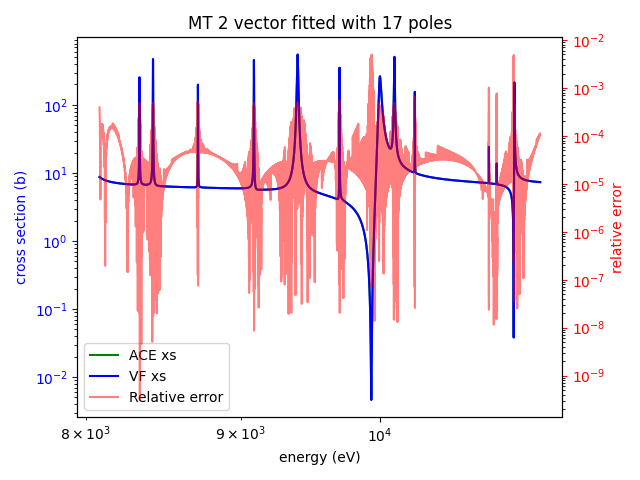 MT 2 vector fitted with 17 poles
cross section (b)
10²
10¹
10⁰
10⁻¹
10⁻²
10⁻²
10⁻³
10⁻⁴
10⁻⁵
10⁻⁶
10⁻⁷
10⁻⁸
10⁻⁹
relative error
ACE xs
VF xs
Relative error
8 × 10³
9 × 10³
10⁴
energy (eV)